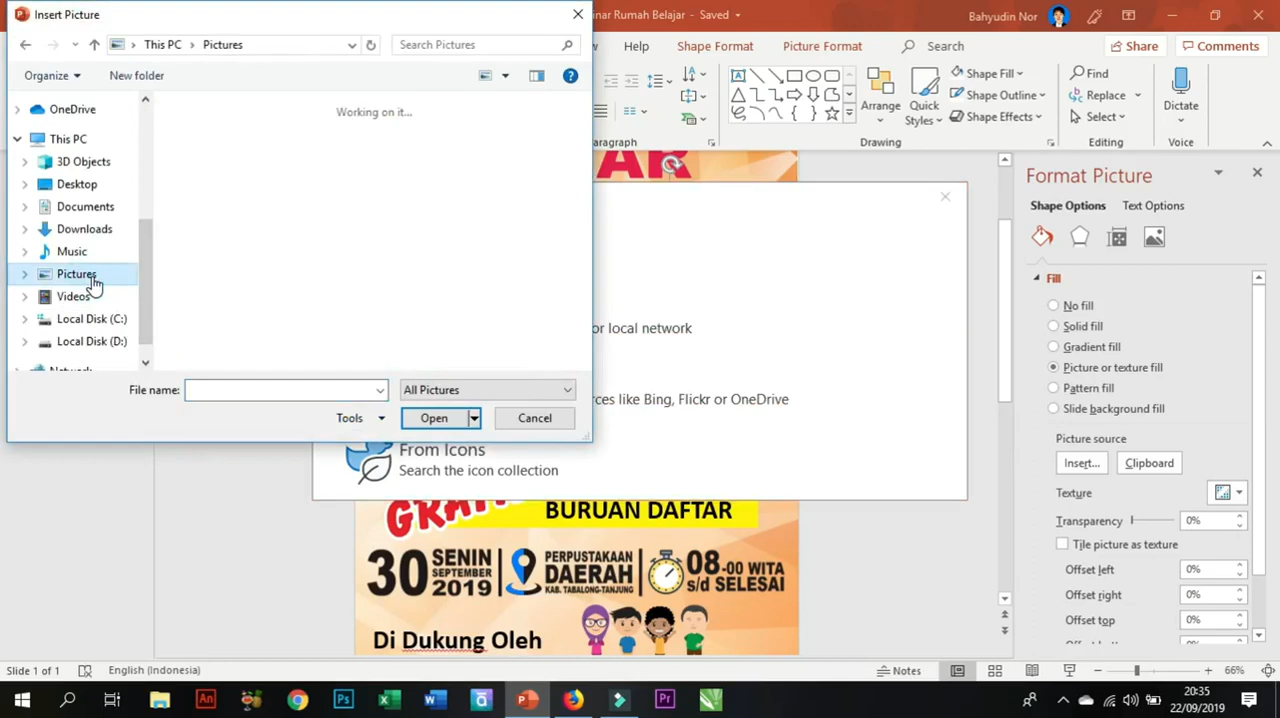 Insert Picture
inar Rumah Belajar - Saved
Bahyudin Nor
This PC
Pictures
Search Pictures
Help
Shape Format
Picture Format
Search
Share
Comments
Organize
New folder
Working on it...
OneDrive
This PC
3D Objects
Desktop
Documents
Downloads
Music
Pictures
Videos
Local Disk (C:)
Local Disk (D:)
File name:
All Pictures
Tools
Open
Cancel
Arrange
Quick
Styles
Shape Fill
Shape Outline
Shape Effects
Find
Replace
Select
Dictate
aragraph
Drawing
Editing
Voice
AR
or local network
rces like Bing, Flickr or OneDrive
From Icons
Search the icon collection
GRATIS
BURUAN DAFTAR
30 SENIN
SEPTEMBER
2019
PERPUSTAKAAN
DAERAH
KAB. TABALONG-TANJUNG
08-00 WITA
s/d SELESAI
Di Dukung Oleh
Format Picture
Shape Options
Text Options
Fill
No fill
Solid fill
Gradient fill
Picture or texture fill
Pattern fill
Slide background fill
Picture source
Insert...
Clipboard
Texture
Transparency
0%
Tile picture as texture
Offset left
0%
Offset right
0%
Offset top
0%
Slide 1 of 1
English (Indonesia)
Notes
66%
An
Ps
Pr
20:35
22/09/2019